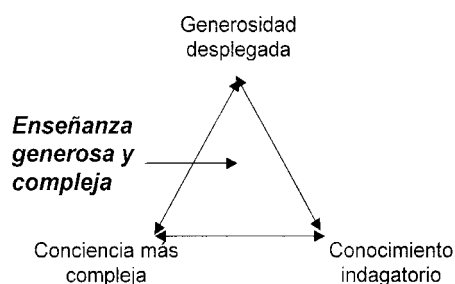 Generosidad
desplegada
Enseñanza
generosa y
compleja
Conciencia más
compleja
Conocimiento
indagatorio